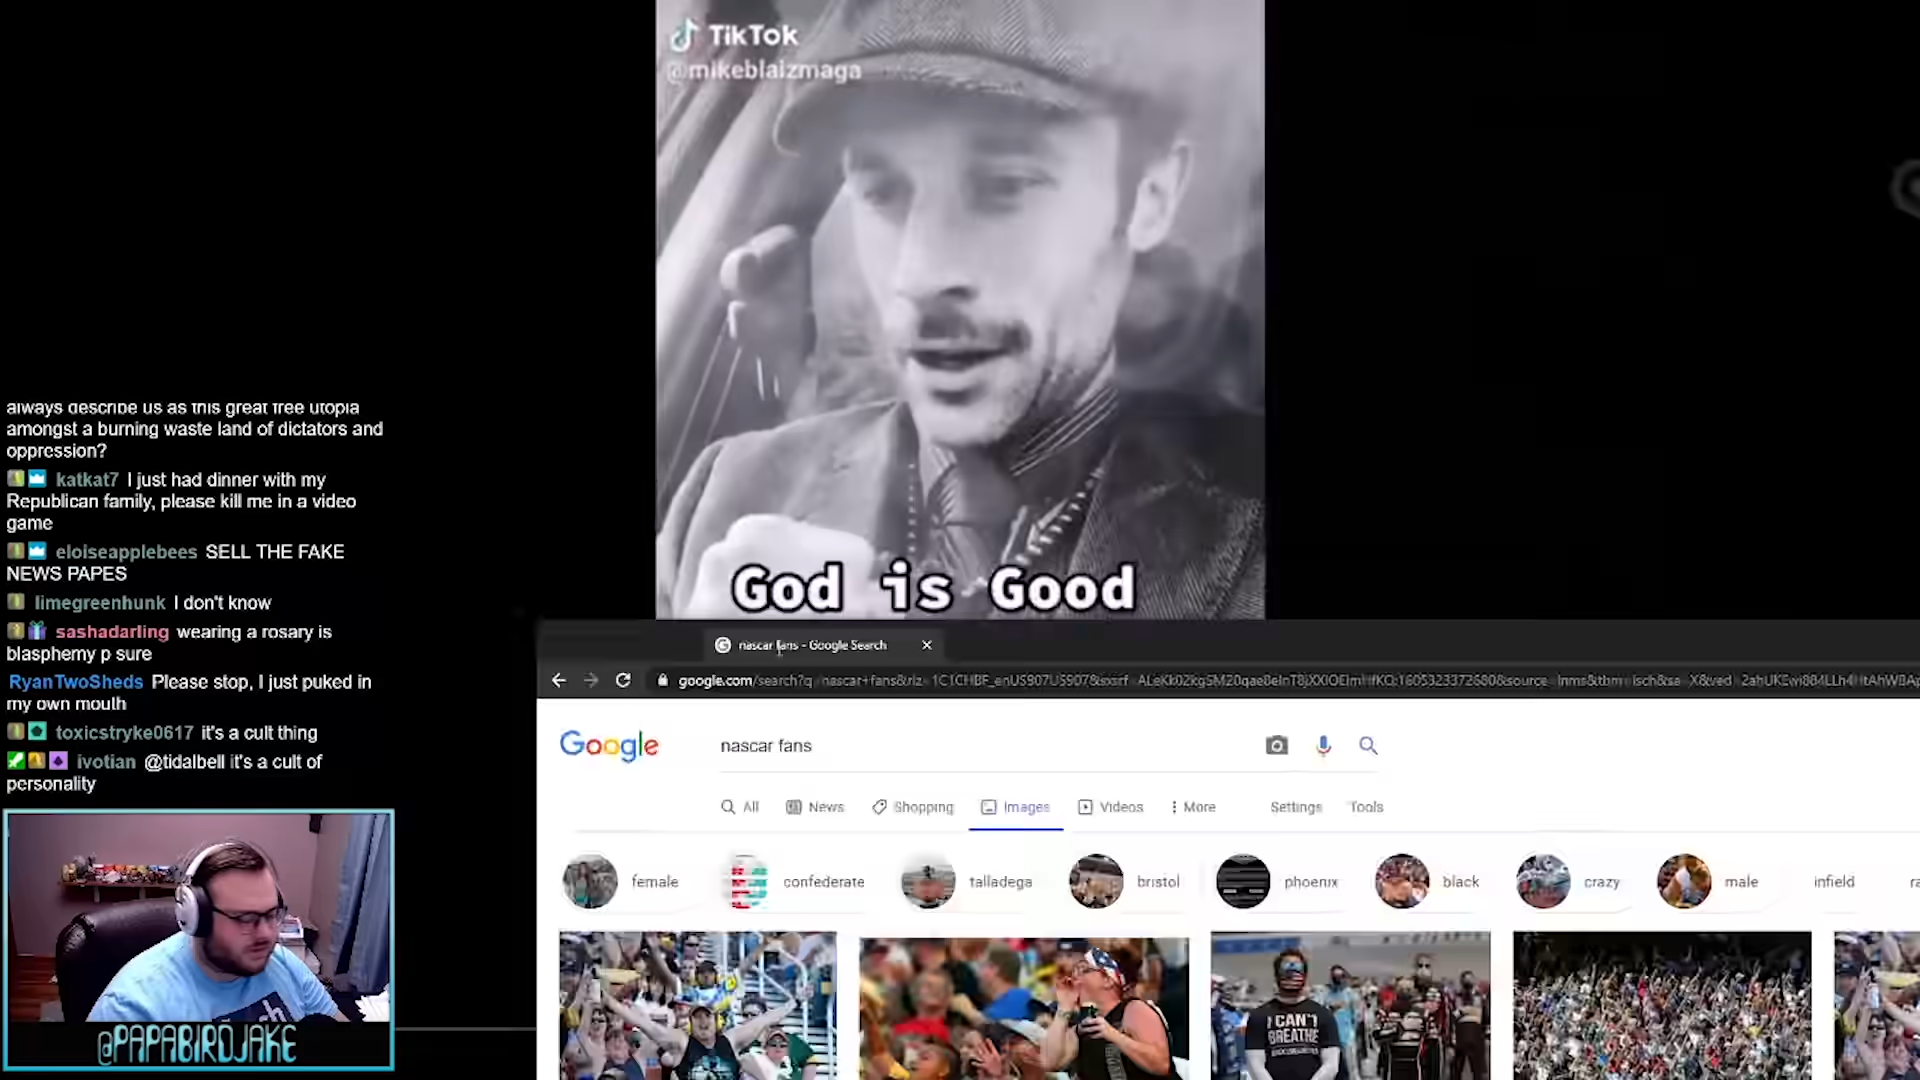 TikTok
@mikeblaizmaga
God is Good
always describe us as this great free utopia
amongst a burning waste land of dictators and
oppression?
katkat7 I just had dinner with my
Republican family, please kill me in a video
game
eloiseapplebees SELL THE FAKE
NEWS PAPES
limegreenhunk I don't know
sashadarling wearing a rosary is
blasphemy p sure
RyanTwoSheds Please stop, I just puked in
my own mouth
toxicstryke0617 it's a cult thing
ivotian @tidalbell it's a cult of
personality
@PAPABIRDJAKE
nascar fans - Google Search
google.com/search?q
Google
nascar fans
All News Shopping Images Videos More Settings Tools
female confederate talladega bristol phoenix black crazy male infield
I CAN'T
BREATHE